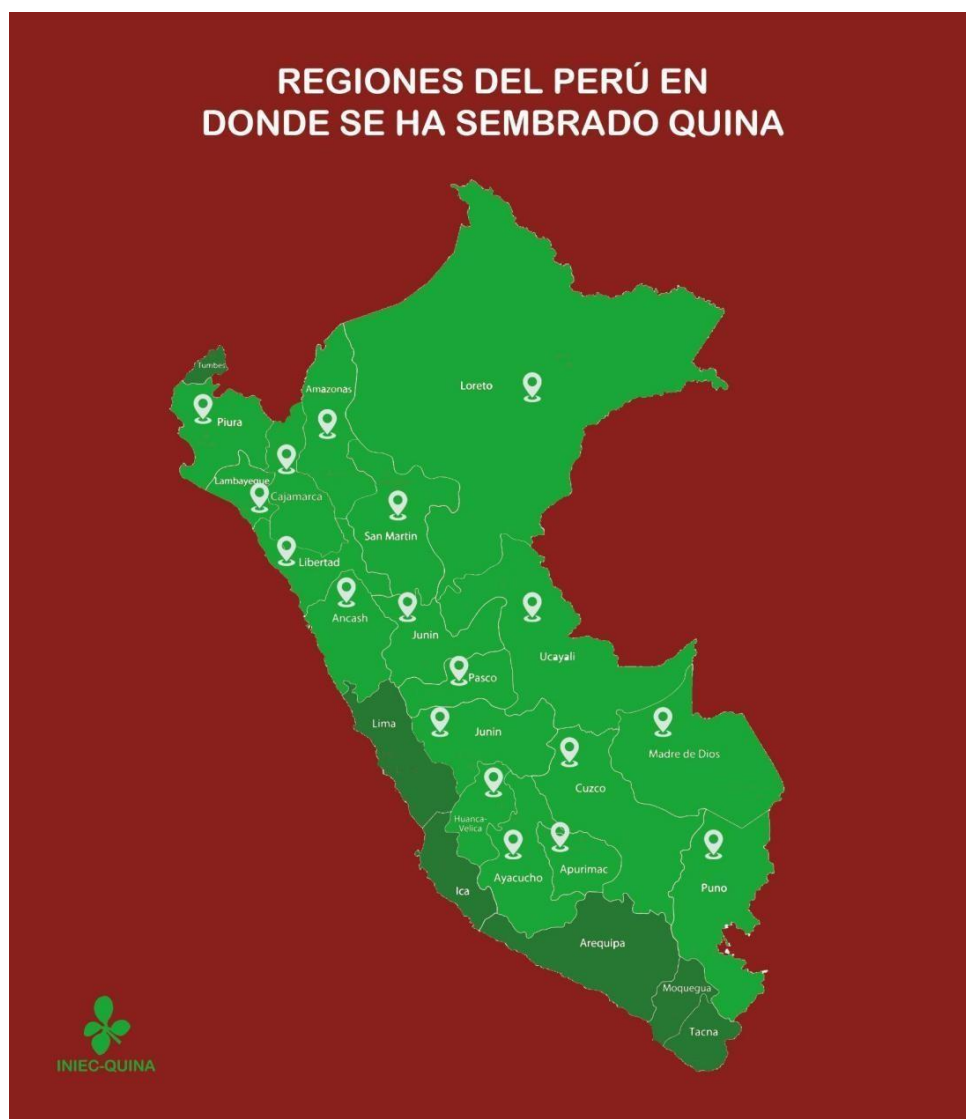 REGIONES DEL PERÚ EN
DONDE SE HA SEMBRADO QUINA
Tumbes
Piura
Amazonas
Loreto
Lambayeque
Cajamarca
San Martin
Libertad
Ancash
Junin
Ucayali
Pasco
Lima
Junin
Madre de Dios
Cuzco
Huanca-
Velica
Ayacucho
Apurimac
Puno
Ica
Arequipa
Moquegua
Tacna
INIEC-QUINA